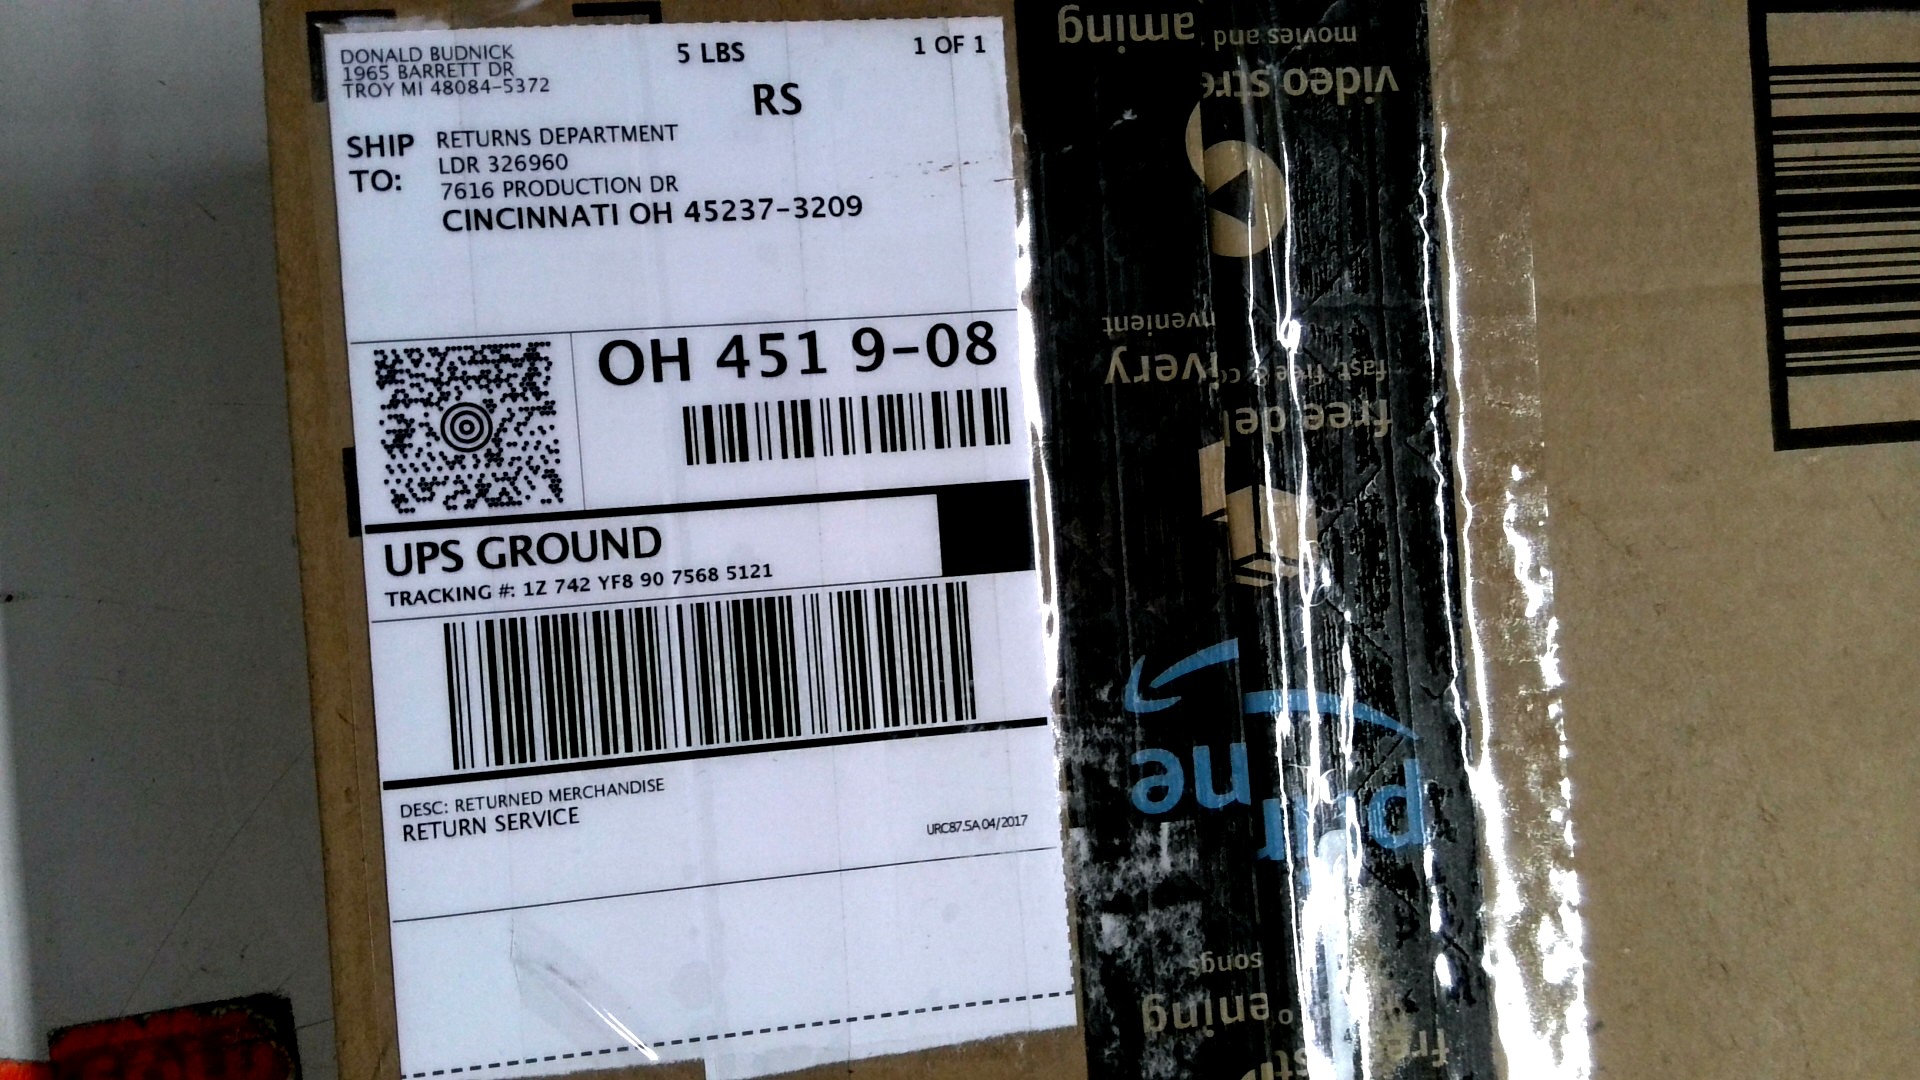 DONALD BUDNICK
1965 BARRETT DR
TROY MI 48084-5372
5 LBS
1 OF 1
RS
SHIP TO:
RETURNS DEPARTMENT
LDR 326960
7616 PRODUCTION DR
CINCINNATI OH 45237-3209
OH 451 9-08
UPS GROUND
TRACKING #: 1Z 742 YF8 90 7568 5121
DESC: RETURNED MERCHANDISE
RETURN SERVICE
URC87.5A 04/2017
video stre
aming
movies and
free del
ivery
fast, free & co
nvenient
songs
ening